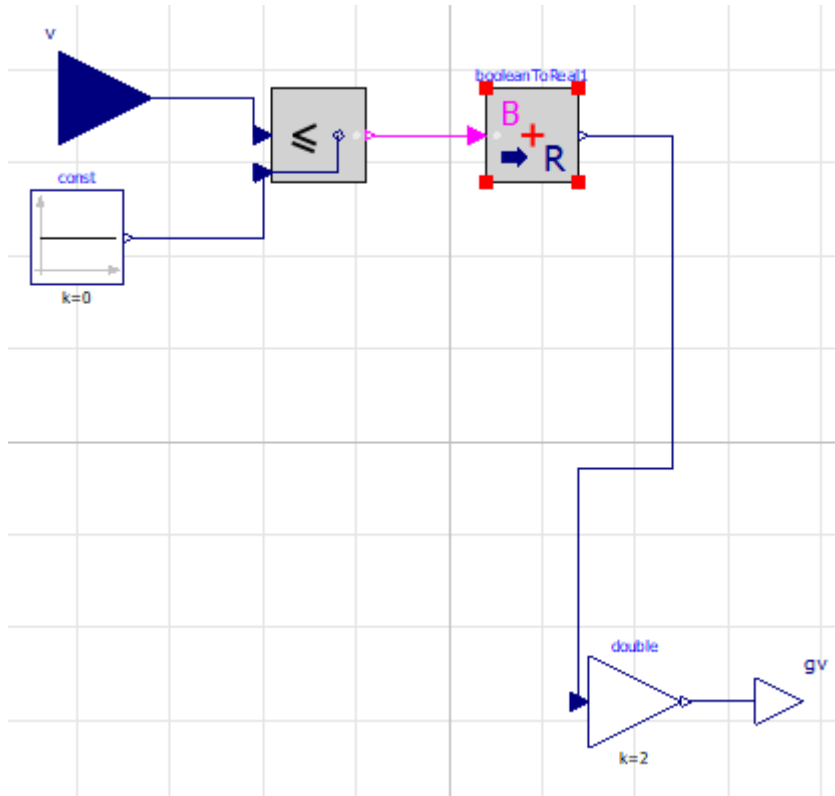 v
booleanToReal1
≤
B
R
const
k=0
double
gv
k=2